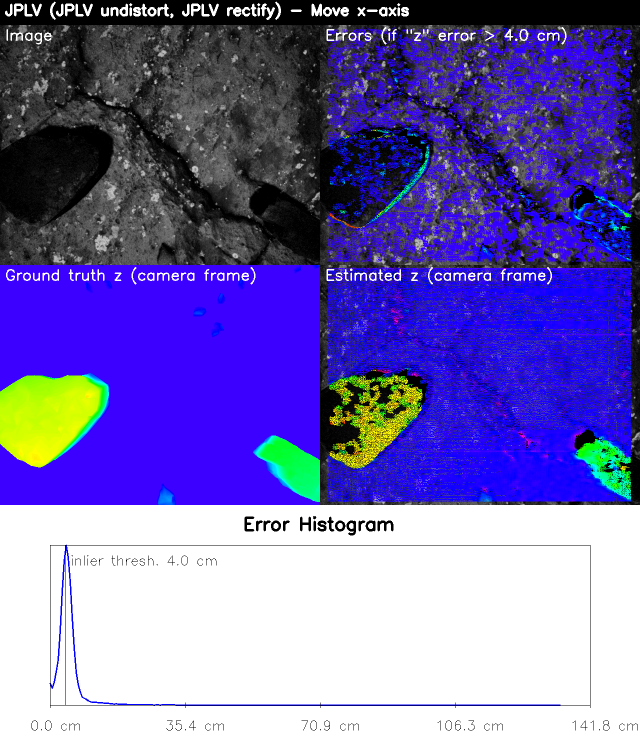 JPLV (JPLV undistort, JPLV rectify) - Move x-axis
Image
Errors (if "z" error > 4.0 cm)
Ground truth z (camera frame)
Estimated z (camera frame)
Error Histogram
inlier thresh. 4.0 cm
0.0 cm
35.4 cm
70.9 cm
106.3 cm
141.8 cm